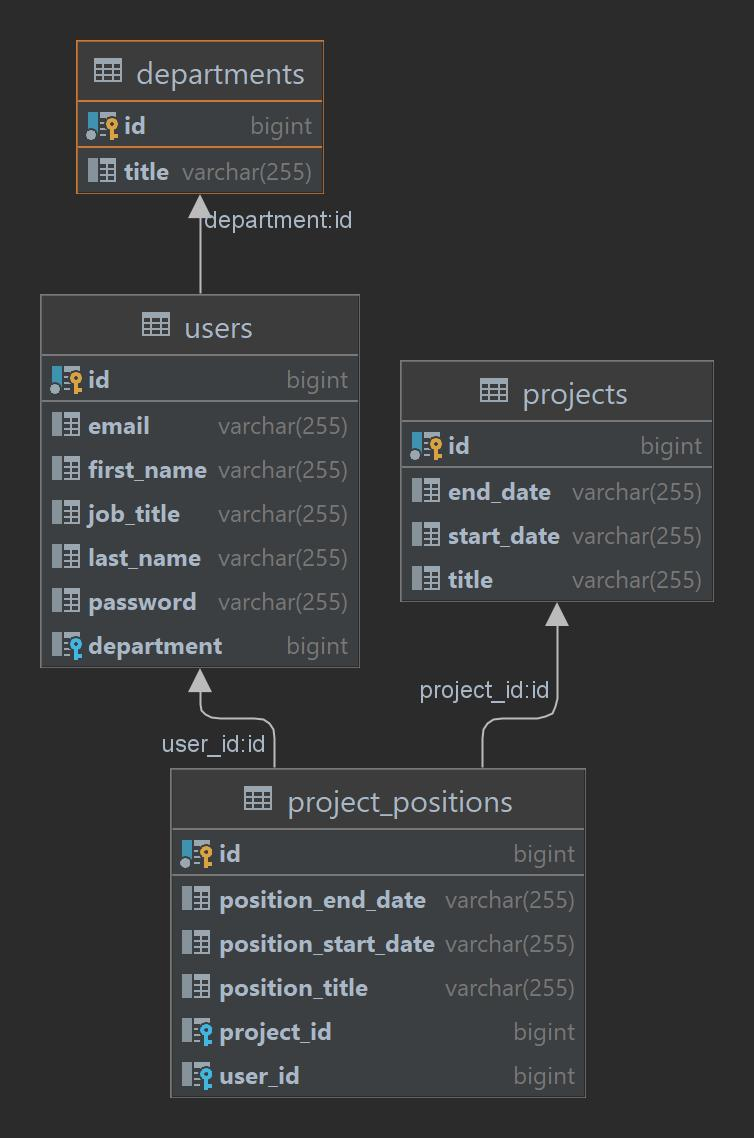 departments
id bigint
title varchar(255)
department:id
users
id bigint
email varchar(255)
first_name varchar(255)
job_title varchar(255)
last_name varchar(255)
password varchar(255)
department bigint
projects
id bigint
end_date varchar(255)
start_date varchar(255)
title varchar(255)
project_id:id
user_id:id
project_positions
id bigint
position_end_date varchar(255)
position_start_date varchar(255)
position_title varchar(255)
project_id bigint
user_id bigint